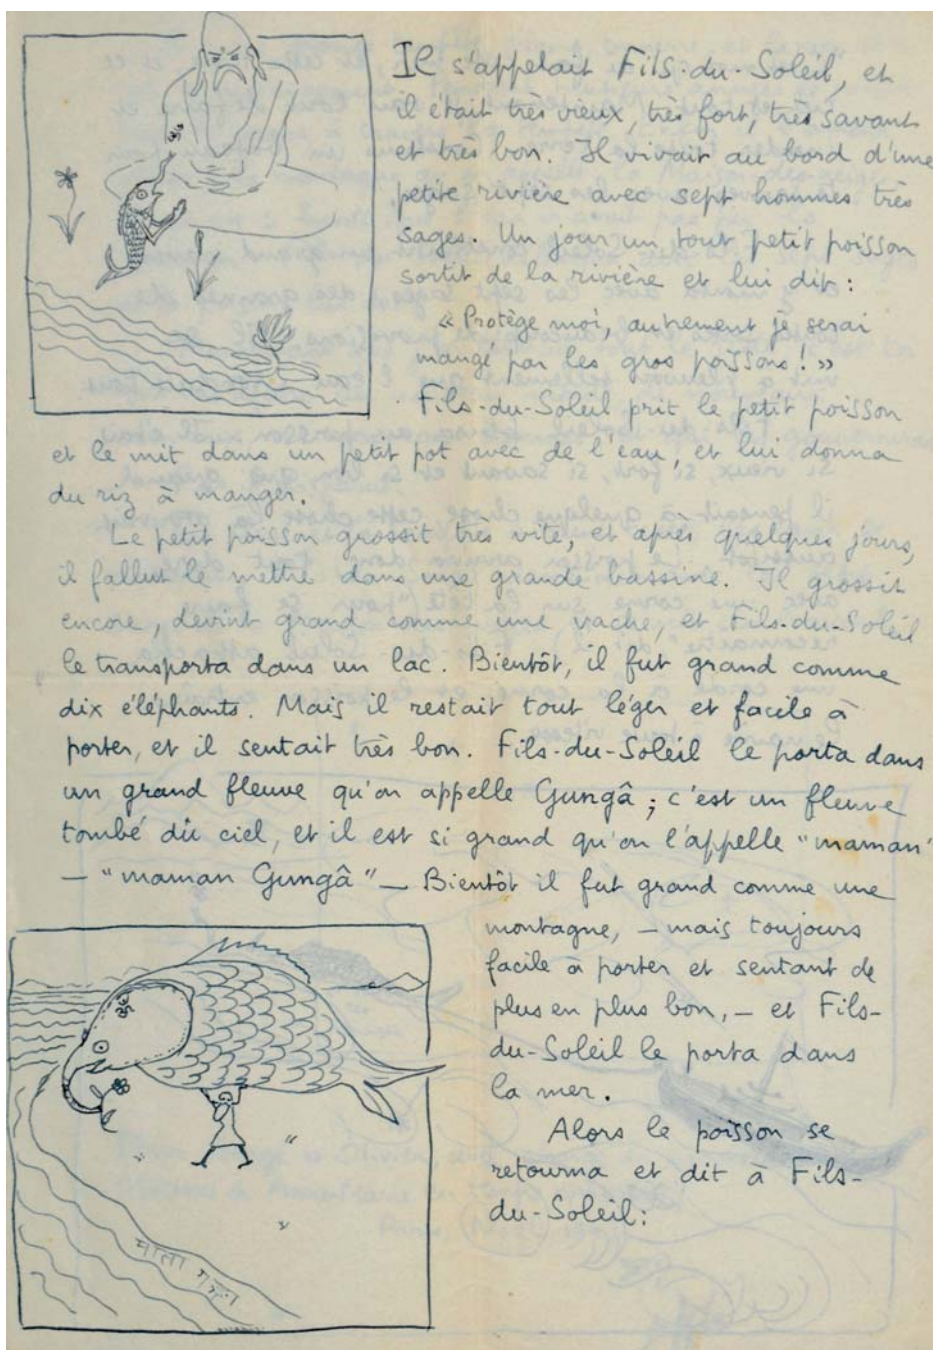 Il s'appelait Fils-du-Soleil, et
il était très vieux, très fort, très savant
et très bon. Il vivait au bord d'une
petite rivière avec sept hommes très
sages. Un jour un tout petit poisson
sortit de la rivière et lui dit :
« Protège moi, autrement je serai
mangé par les gros poissons ! »
Fils-du-Soleil prit le petit poisson
et le mit dans un petit pot avec de l'eau, et lui donna
du riz à manger.
Le petit poisson grossit très vite, et après quelques jours,
il fallut le mettre dans une grande bassine. Il grossit
encore, devint grand comme une vache, et Fils-du-Soleil
le transporta dans un lac. Bientôt, il fut grand comme
dix éléphants. Mais il restait tout léger et facile à
porter, et il sentait très bon. Fils-du-Soleil le porta dans
un grand fleuve qu'on appelle Gungâ ; c'est un fleuve
tombé du ciel, et il est si grand qu'on l'appelle "maman"
— "maman Gungâ" — Bientôt il fut grand comme une
montagne, — mais toujours
facile à porter et sentant de
plus en plus bon, — et Fils-
du-Soleil le porta dans
la mer.
Alors le poisson se
retourna et dit à Fils-
du-Soleil :
ॐ
ॐ
माता गङ्गा